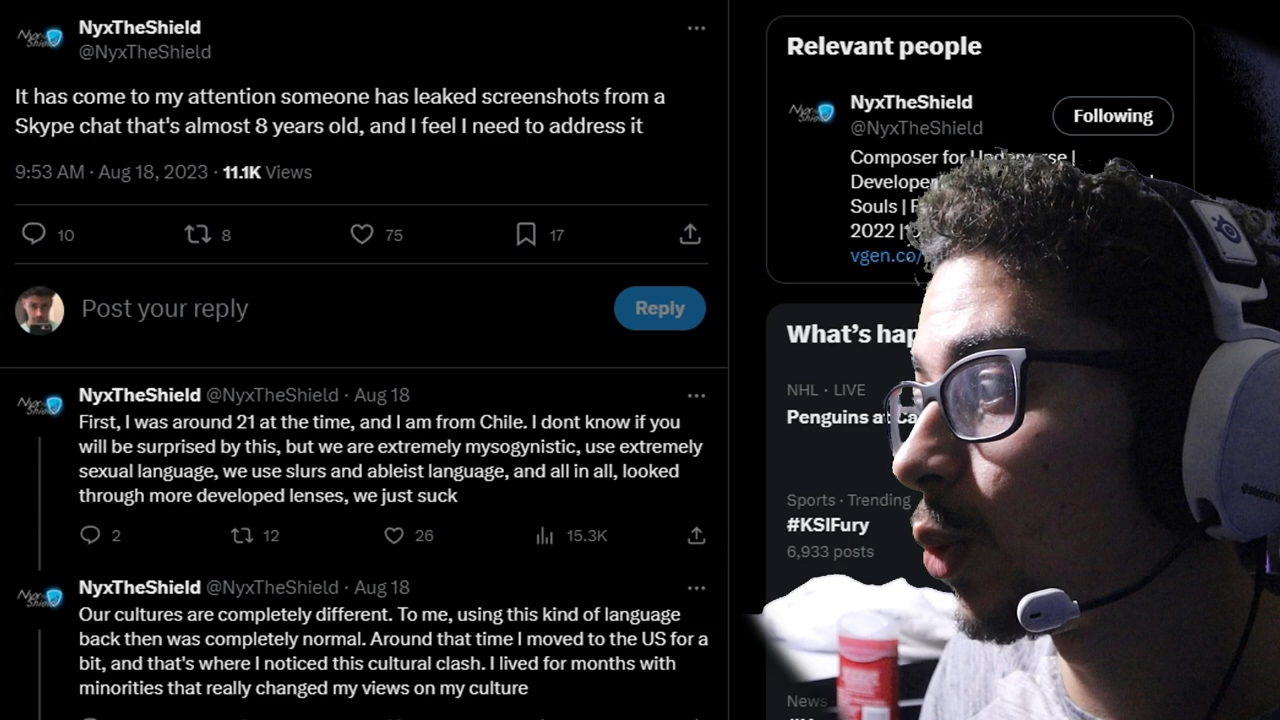 NyxTheShield
@NyxTheShield
It has come to my attention someone has leaked screenshots from a
Skype chat that's almost 8 years old, and I feel I need to address it
9:53 AM · Aug 18, 2023 · 11.1K Views
10 8 75 17
Post your reply
Reply
NyxTheShield @NyxTheShield · Aug 18
First, I was around 21 at the time, and I am from Chile. I dont know if you
will be surprised by this, but we are extremely mysogynistic, use extremely
sexual language, we use slurs and ableist language, and all in all, looked
through more developed lenses, we just suck
2 12 26 15.3K
NyxTheShield @NyxTheShield · Aug 18
Our cultures are completely different. To me, using this kind of language
back then was completely normal. Around that time I moved to the US for a
bit, and that's where I noticed this cultural clash. I lived for months with
minorities that really changed my views on my culture
Relevant people
NyxTheShield
Following
@NyxTheShield
Composer for
Developer
Souls |
2022 |
vgen.co/
What's hap
NHL · LIVE
Penguins at Ca
Sports · Trending
#KSIFury
6,933 posts
News